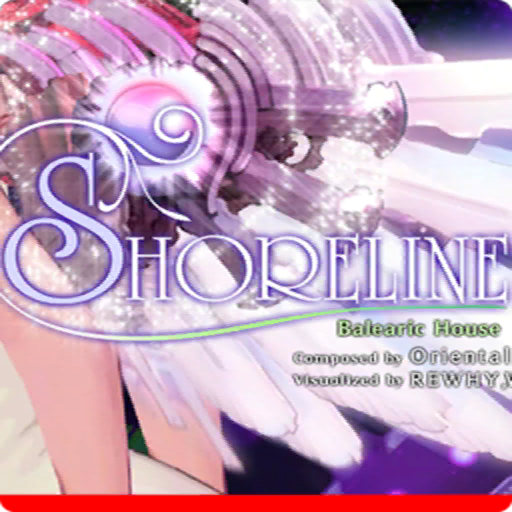 SHORELINE
Balearic House
Composed by Oriental
Visualized by REWHY,